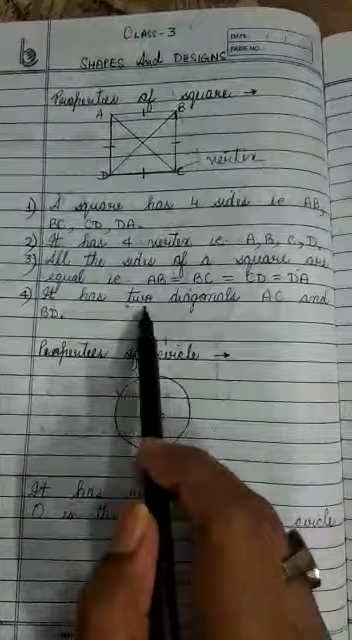 CLASS-3
DATE
PAGE NO.
SHAPES And DESIGNS
Properties of square →
A B
vertex
D C
1) A square has 4 sides ie AB,
BC, CD, DA.
2) It has 4 vertex ie. A, B, C, D.
3) All the sides of a square are
equal ie. AB = BC = CD = DA
4) It has two diagonals AC and
BD.
Properties of circle →
It has
O is the circle